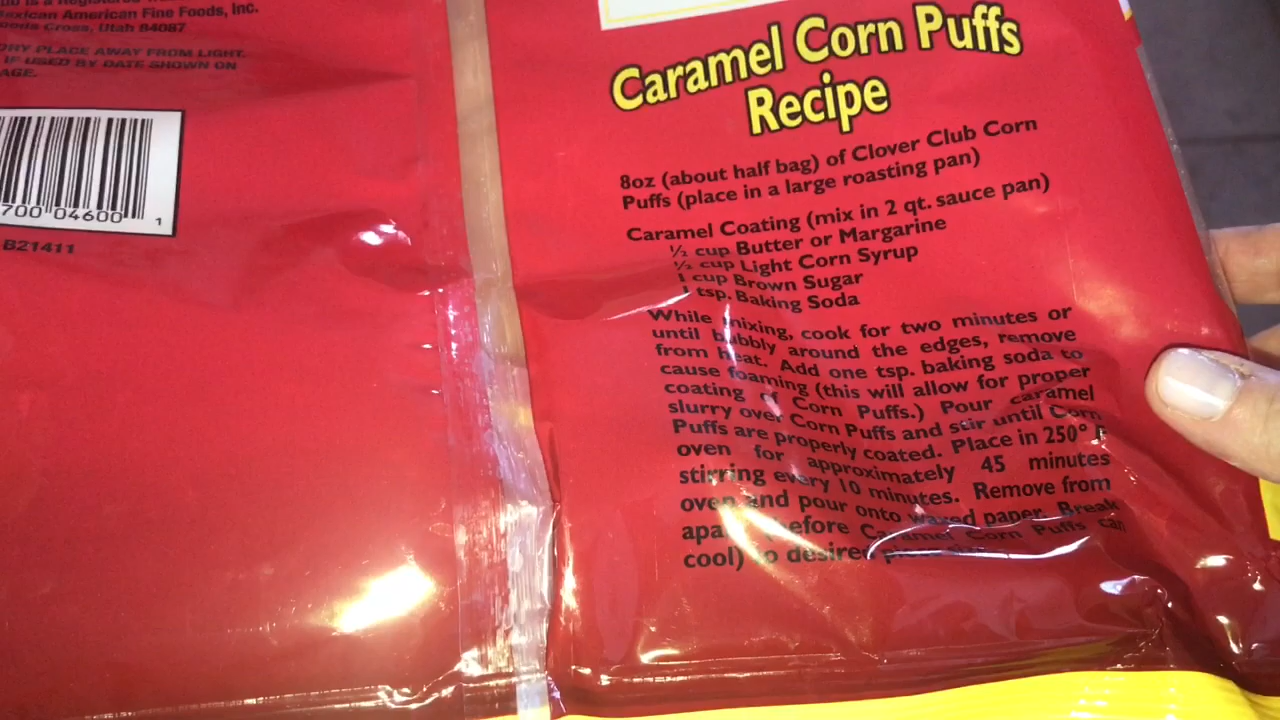 Mexican American Fine Foods, Inc.
Utah 84087
DRY PLACE AWAY FROM LIGHT.
IF USED BY DATE SHOWN ON
700 04600 1
B21411
Caramel Corn Puffs
Recipe
8oz (about half bag) of Clover Club Corn
Puffs (place in a large roasting pan)
Caramel Coating (mix in 2 qt. sauce pan)
½ cup Butter or Margarine
½ cup Light Corn Syrup
1 cup Brown Sugar
1 tsp. Baking Soda
While mixing, cook for two minutes or
until bubbly around the edges, remove
from heat. Add one tsp. baking soda to
cause foaming (this will allow for proper
coating of Corn Puffs.) Pour caramel
slurry over Corn Puffs and stir until Corn
Puffs are properly coated. Place in 250° F
oven for approximately 45 minutes
stirring every 10 minutes. Remove from
oven and pour onto waxed paper. Break
apart (before Caramel Corn Puffs can
cool) to desired